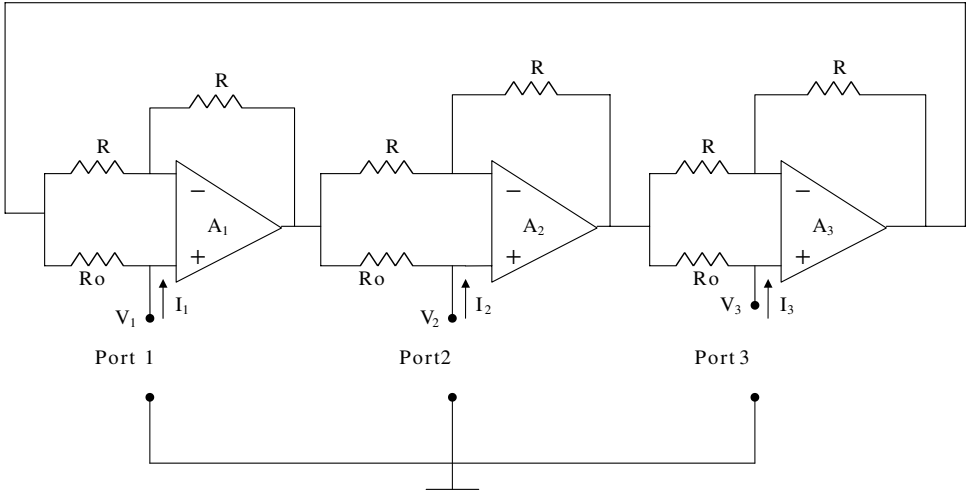 R
R
R
R
R
R
−
−
−
A₁
A₂
A₃
+
+
+
Ro
Ro
Ro
V₁
I₁
V₂
I₂
V₃
I₃
Port 1
Port2
Port 3